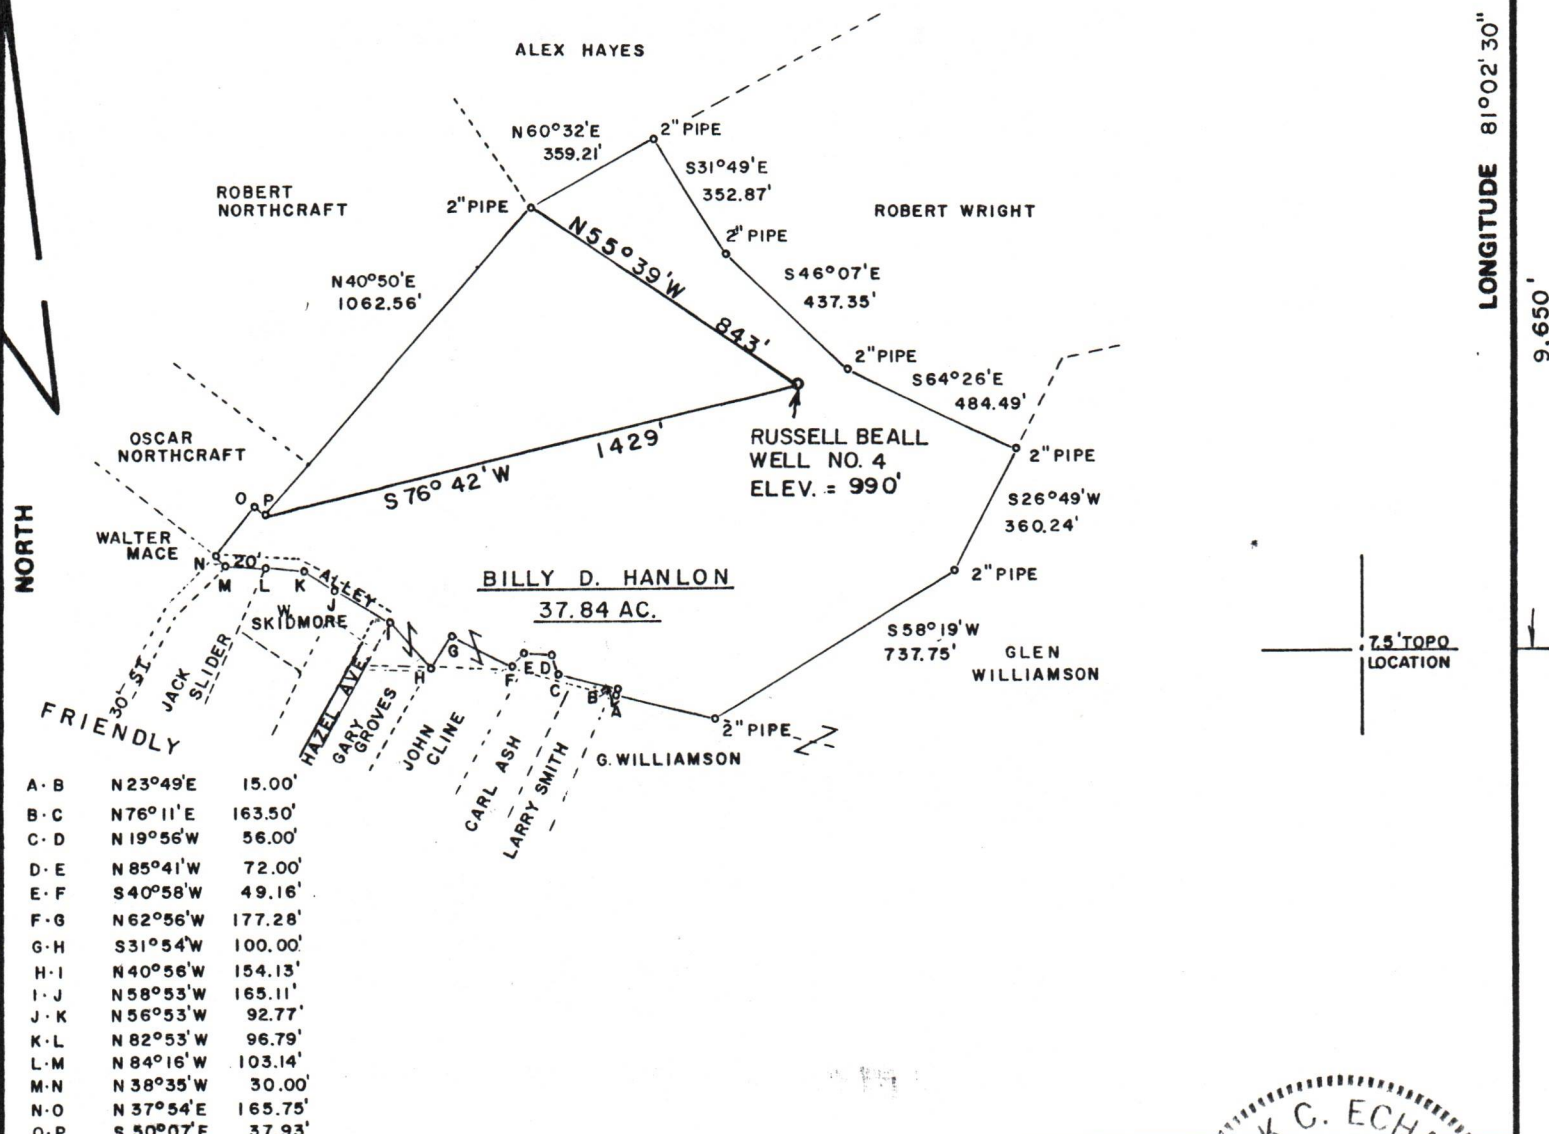 ALEX HAYES
N60°32'E
359.21'
2" PIPE
S31°49'E
352.87'
ROBERT
NORTHCRAFT
2" PIPE
ROBERT WRIGHT
2" PIPE
N55°39'W
843'
S46°07'E
437.35'
N40°50'E
1062.56'
2" PIPE
S64°26'E
484.49'
LONGITUDE 81°02'30"
9,650'
OSCAR
NORTHCRAFT
1429'
S76°42'W
RUSSELL BEALL
WELL NO. 4
ELEV. = 990'
2" PIPE
S26°49'W
360.24'
O P
WALTER
MACE
NORTH
N 20' ALLEY
M L K J I
BILLY D. HANLON
37.84 AC.
2" PIPE
W.
SKIDMORE
S58°19'W
737.75'
GLEN
WILLIAMSON
7.5' TOPO
LOCATION
H G F E D C B A
30' ST.
JACK
SLIDER
HAZEL AVE.
GARY
GROVES
JOHN
CLINE
CARL ASH
LARRY SMITH
2" PIPE
G. WILLIAMSON
FRIENDLY
A·B N23°49'E 15.00'
B·C N76°11'E 163.50'
C·D N19°56'W 56.00'
D·E N85°41'W 72.00'
E·F S40°58'W 49.16'
F·G N62°56'W 177.28'
G·H S31°54'W 100.00'
H·I N40°56'W 154.13'
I·J N58°53'W 165.11'
J·K N56°53'W 92.77'
K·L N82°53'W 96.79'
L·M N84°16'W 103.14'
M·N N38°35'W 30.00'
N·O N37°54'E 165.75'
O·P S50°07'E 37.93'
C. ECH